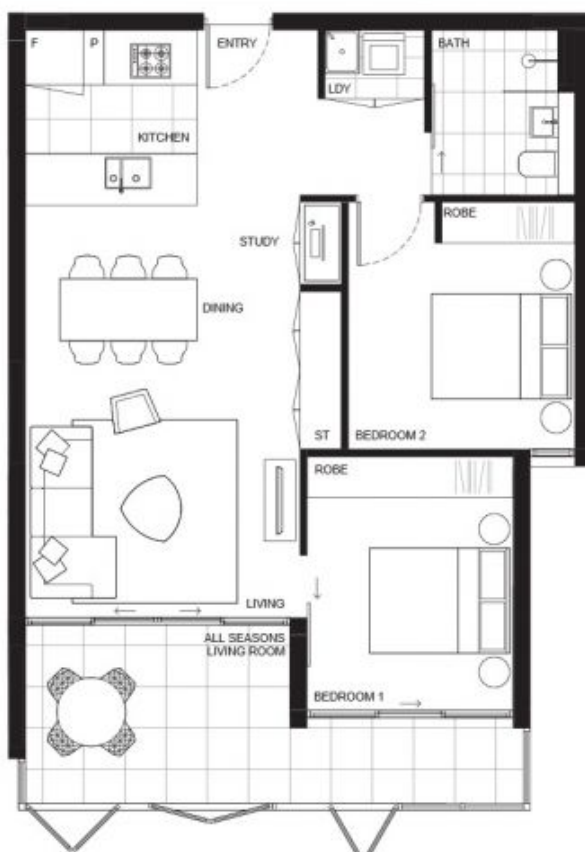 F
P
ENTRY
BATH
LDY
KITCHEN
ROBE
STUDY
DINING
ST
BEDROOM 2
ROBE
LIVING
ALL SEASONS
LIVING ROOM
BEDROOM 1